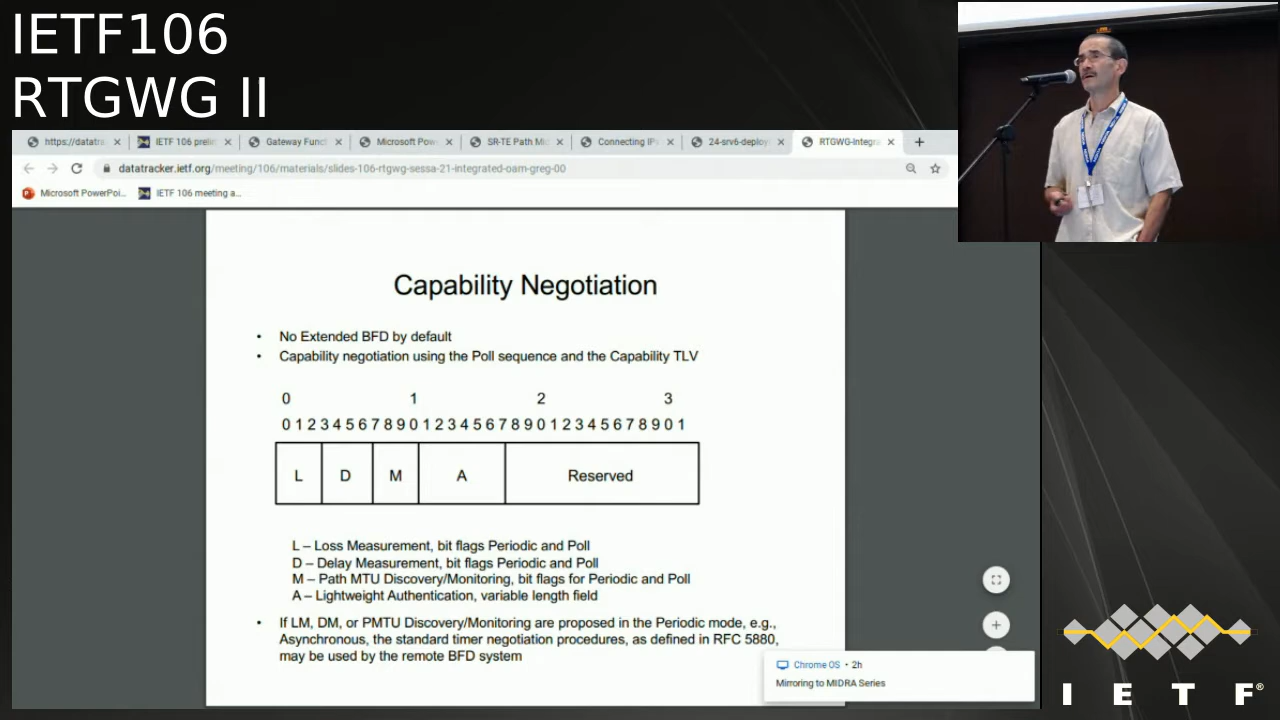 IETF106
RTGWG II
https://datatra
IETF 106 prelin
Gateway Func
Microsoft Pow
SR-TE Path Mi
Connecting IPv
24-srv6-deploy
RTGWG-Integra
datatracker.ietf.org/meeting/106/materials/slides-106-rtgwg-sessa-21-integrated-oam-greg-00
Microsoft PowerPoi...
IETF 106 meeting a...
Capability Negotiation
• No Extended BFD by default
• Capability negotiation using the Poll sequence and the Capability TLV
0 1 2 3
0 1 2 3 4 5 6 7 8 9 0 1 2 3 4 5 6 7 8 9 0 1 2 3 4 5 6 7 8 9 0 1
L D M A Reserved
L – Loss Measurement, bit flags Periodic and Poll
D – Delay Measurement, bit flags Periodic and Poll
M – Path MTU Discovery/Monitoring, bit flags for Periodic and Poll
A – Lightweight Authentication, variable length field
• If LM, DM, or PMTU Discovery/Monitoring are proposed in the Periodic mode, e.g.,
Asynchronous, the standard timer negotiation procedures, as defined in RFC 5880,
may be used by the remote BFD system
Chrome OS • 2h
Mirroring to MIDRA Series
I E T F®